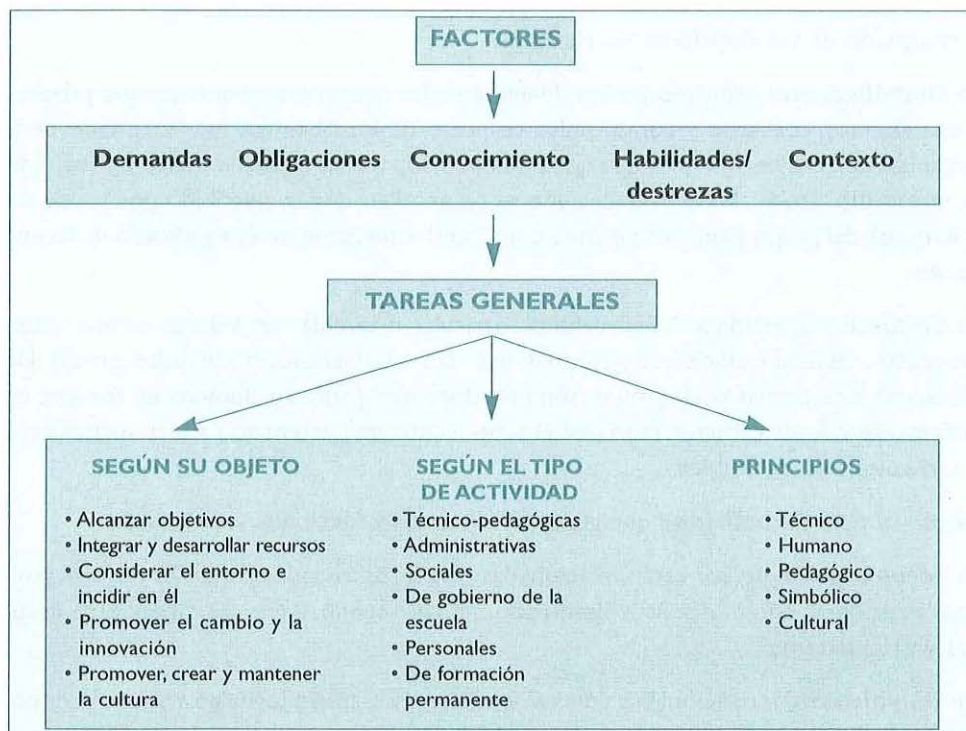 FACTORES
Demandas Obligaciones Conocimiento Habilidades/ Contexto
destrezas
TAREAS GENERALES
SEGÚN SU OBJETO
• Alcanzar objetivos
• Integrar y desarrollar recursos
• Considerar el entorno e
incidir en él
• Promover el cambio y la
innovación
• Promover, crear y mantener
la cultura
SEGÚN EL TIPO
DE ACTIVIDAD
• Técnico-pedagógicas
• Administrativas
• Sociales
• De gobierno de la
escuela
• Personales
• De formación
permanente
PRINCIPIOS
• Técnico
• Humano
• Pedagógico
• Simbólico
• Cultural